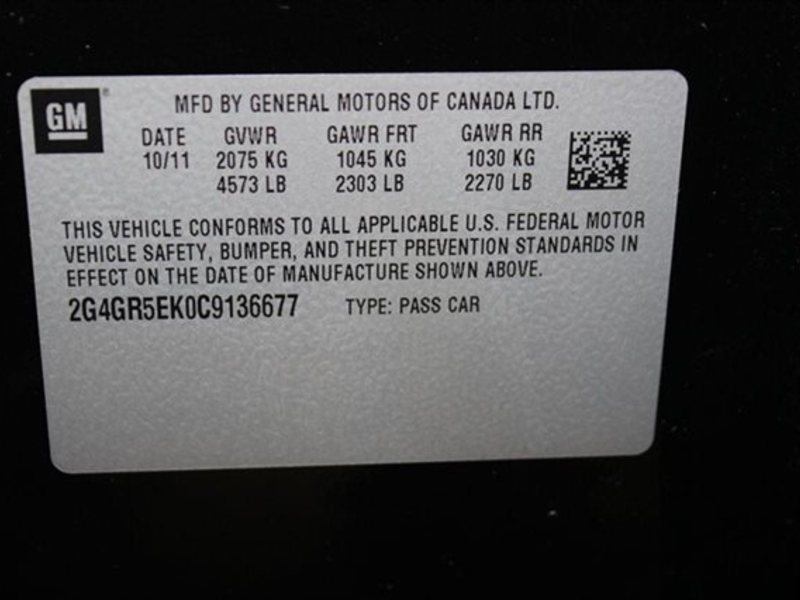 GM ®
MFD BY GENERAL MOTORS OF CANADA LTD.
DATE GVWR GAWR FRT GAWR RR
10/11 2075 KG 1045 KG 1030 KG
4573 LB 2303 LB 2270 LB
THIS VEHICLE CONFORMS TO ALL APPLICABLE U.S. FEDERAL MOTOR
VEHICLE SAFETY, BUMPER, AND THEFT PREVENTION STANDARDS IN
EFFECT ON THE DATE OF MANUFACTURE SHOWN ABOVE.
2G4GR5EK0C9136677 TYPE: PASS CAR